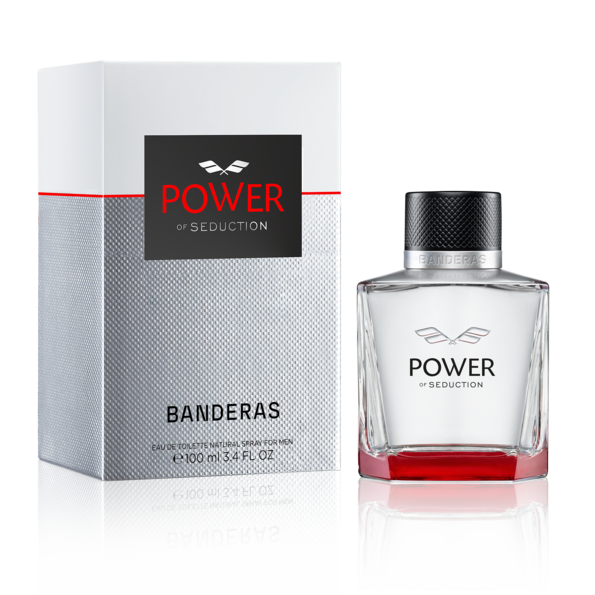 POWER
OF SEDUCTION
BANDERAS
EAU DE TOILETTE NATURAL SPRAY FOR MEN
℮ 100 ml 3.4 FL OZ
BANDERAS
POWER
OF SEDUCTION